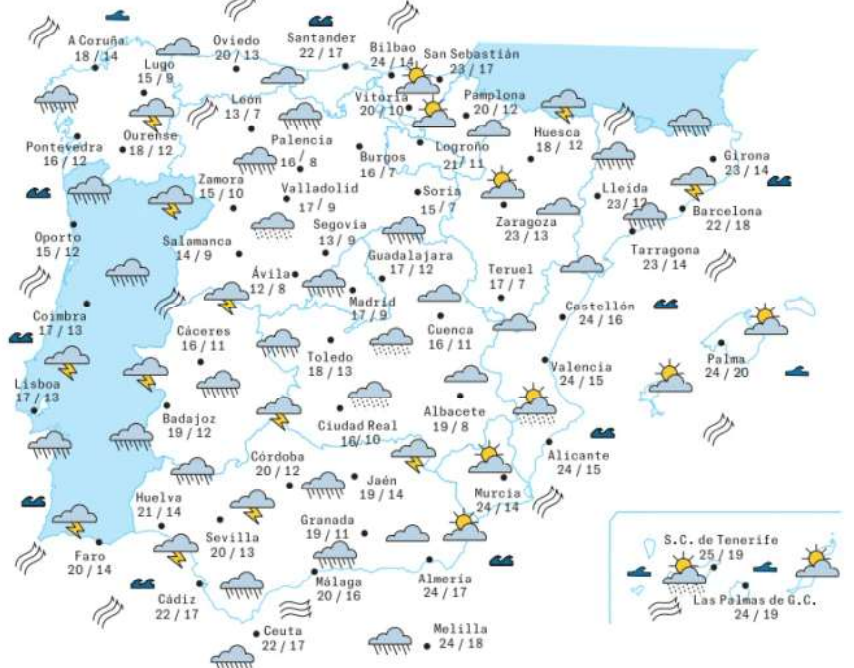 A Coruña
18 / 14
Lugo
15 / 9
Oviedo
20 / 13
Santander
22 / 17
Bilbao
24 / 14
San Sebastián
23 / 17
Vitoria
20 / 10
Pamplona
20 / 12
León
13 / 7
Palencia
16 / 8
Burgos
16 / 7
Logroño
21 / 11
Huesca
18 / 12
Pontevedra
16 / 12
Ourense
18 / 12
Girona
23 / 14
Zamora
15 / 10
Valladolid
17 / 9
Soria
15 / 7
Zaragoza
23 / 13
Lleida
23 / 12
Barcelona
22 / 18
Tarragona
23 / 14
Oporto
15 / 12
Salamanca
14 / 9
Segovia
13 / 9
Ávila
12 / 8
Guadalajara
17 / 12
Madrid
17 / 9
Teruel
17 / 7
Castellón
24 / 16
Coimbra
17 / 13
Cáceres
16 / 11
Toledo
18 / 13
Cuenca
16 / 11
Palma
24 / 20
Valencia
24 / 15
Lisboa
17 / 13
Badajoz
19 / 12
Ciudad Real
16 / 10
Albacete
19 / 8
Alicante
24 / 15
Córdoba
20 / 12
Jaén
19 / 14
Murcia
24 / 14
Huelva
21 / 14
Sevilla
20 / 13
Granada
19 / 11
Faro
20 / 14
Cádiz
22 / 17
Málaga
20 / 16
Almería
24 / 17
S.C. de Tenerife
25 / 19
Las Palmas de G.C.
24 / 19
Ceuta
22 / 17
Melilla
24 / 18